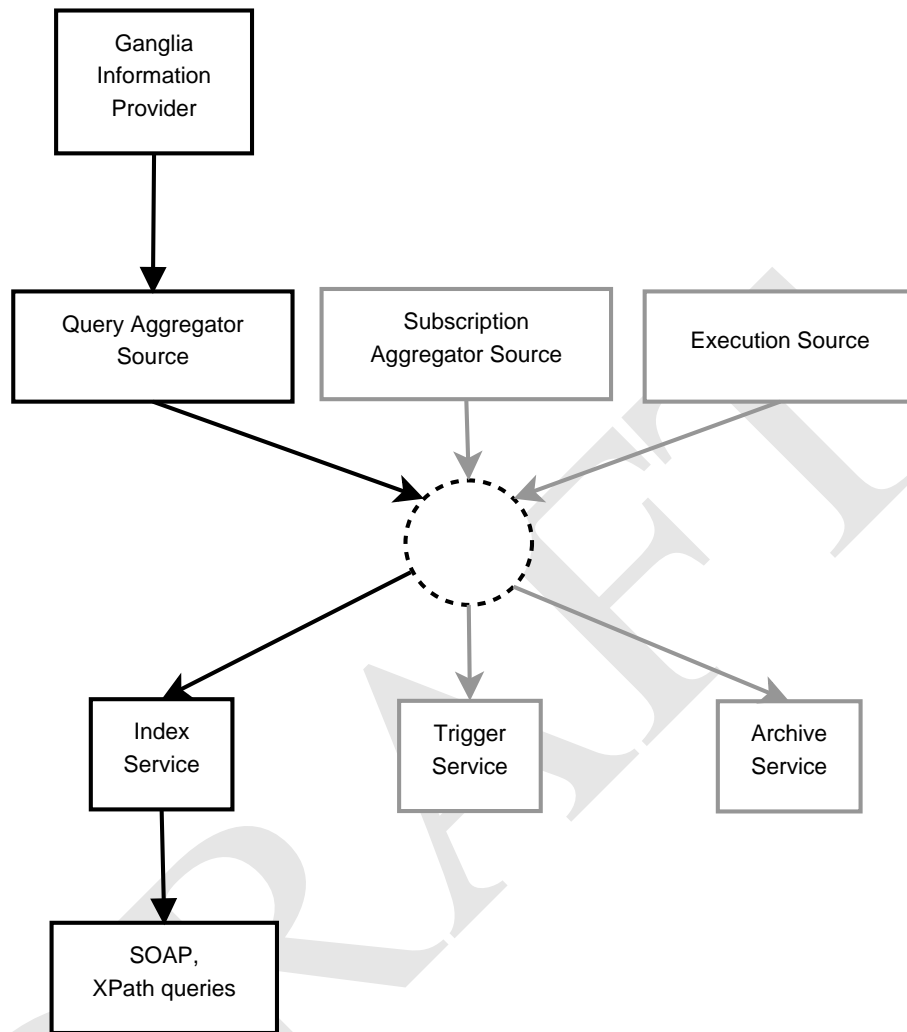 Ganglia
Information
Provider
Query Aggregator
Source
Subscription
Aggregator Source
Execution Source
Index
Service
Trigger
Service
Archive
Service
SOAP,
XPath queries
DRAFT